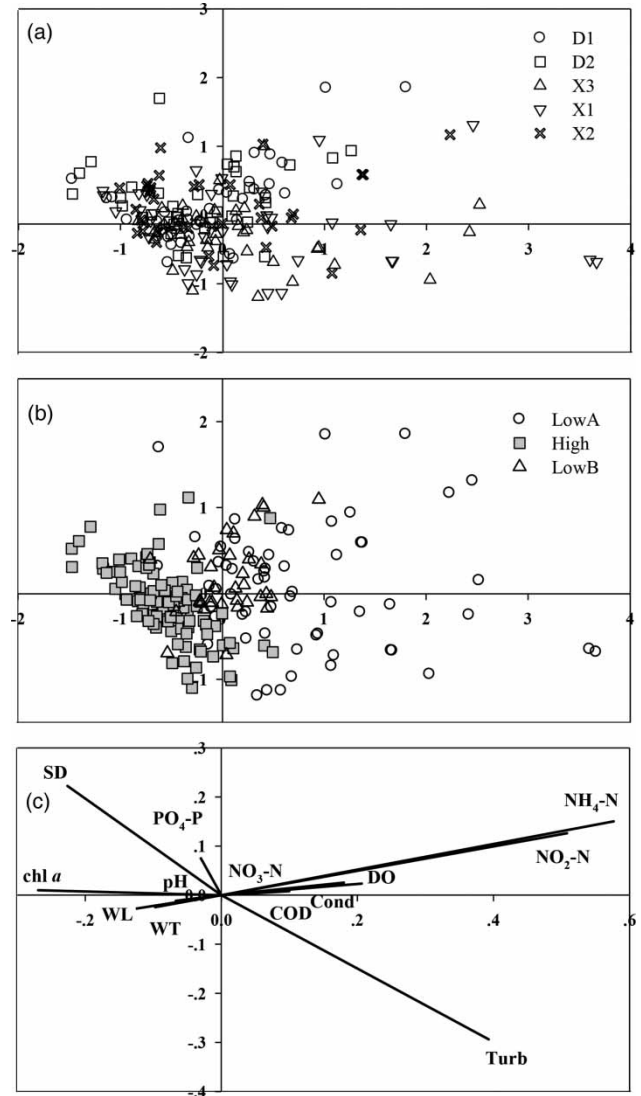 (a)
3
D1
D2
X3
X1
X2
2
1
-2
-1
0
1
2
3
4
-1
-2
(b)
2
LowA
High
LowB
1
-2
-1
0
1
2
3
4
-1
(c)
.3
SD
.2
PO₄-P
.1
NH₄-N
NO₂-N
NO₃-N
chl a
pH
DO
0.0
Cond
COD
WL
WT
-.2
0.0
.2
.4
.6
-.1
-.2
-.3
Turb
-.4